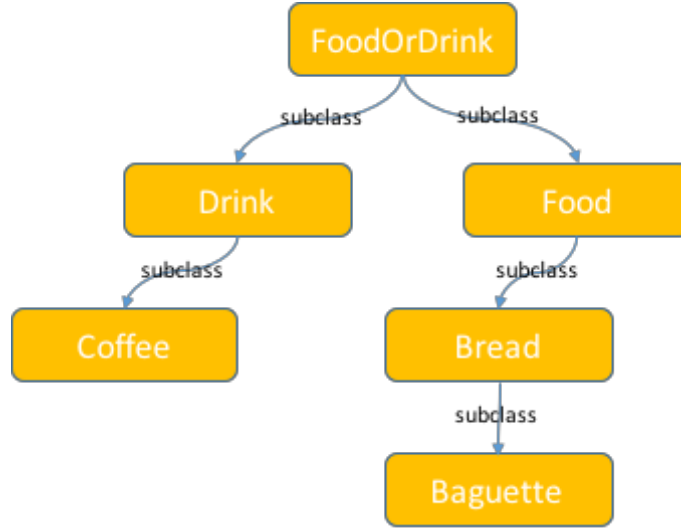 FoodOrDrink
subclass
subclass
Drink
Food
subclass
subclass
Coffee
Bread
subclass
Baguette